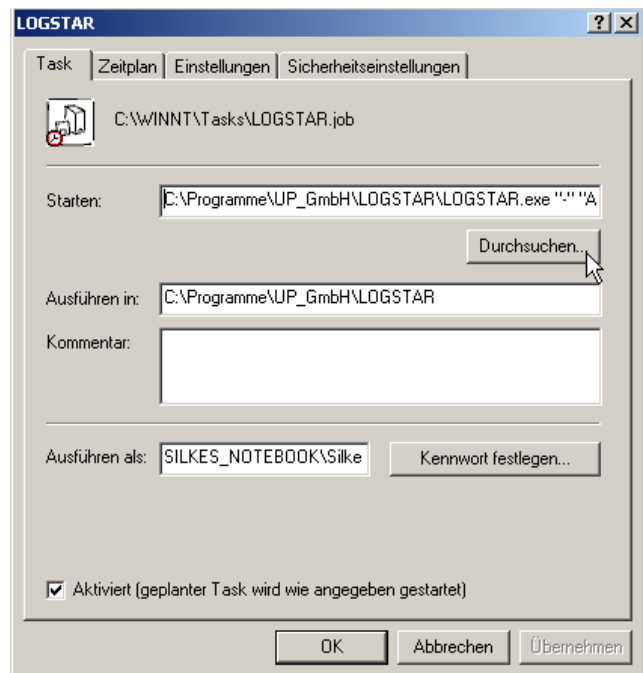 LOGSTAR
Task Zeitplan Einstellungen Sicherheitseinstellungen
C:\WINNT\Tasks\LOGSTAR.job
Starten: C:\Programme\UP_GmbH\LOGSTAR\LOGSTAR.exe "-" "A
Durchsuchen...
Ausführen in: C:\Programme\UP_GmbH\LOGSTAR
Kommentar:
Ausführen als: SILKES_NOTEBOOK\Silke Kennwort festlegen...
Aktiviert (geplanter Task wird wie angegeben gestartet)
OK Abbrechen Übernehmen